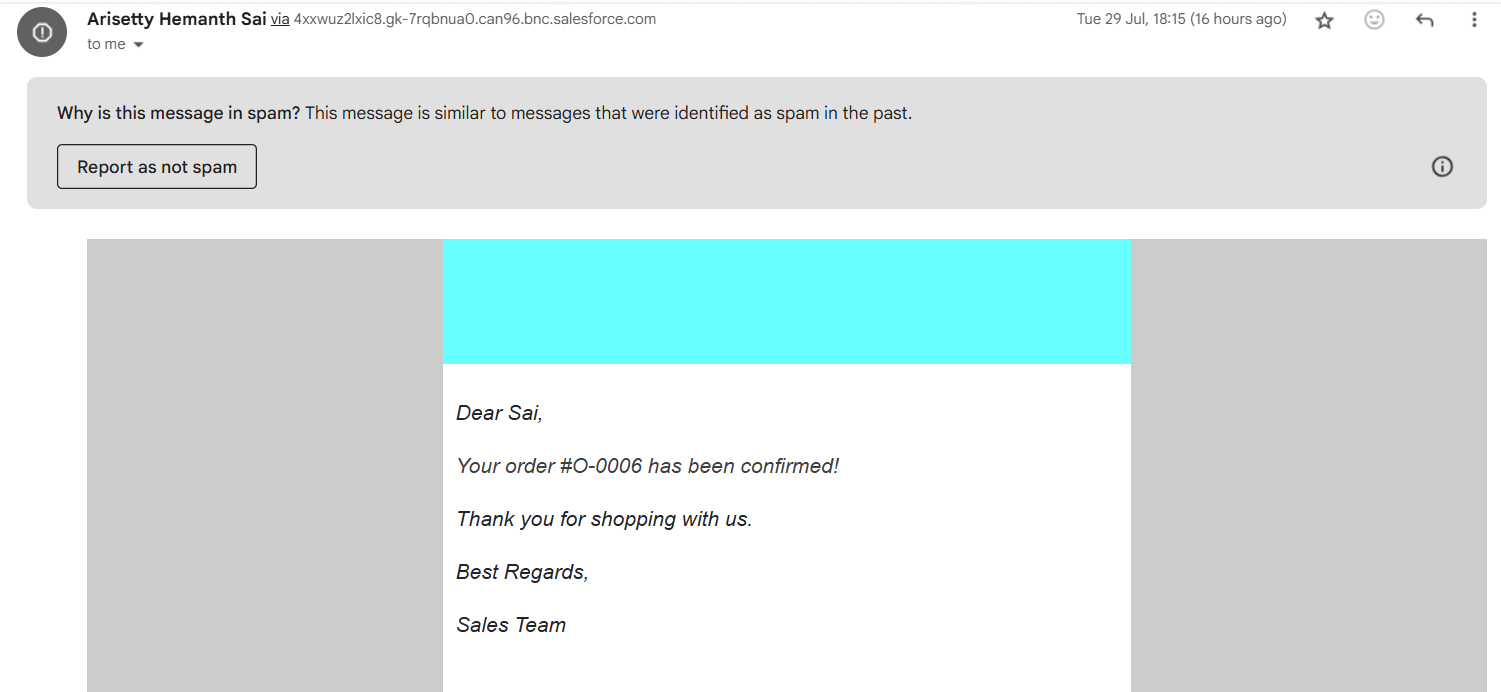 Arisetty Hemanth Sai via 4xxwuz2lxic8.gk-7rqbnua0.can96.bnc.salesforce.com Tue 29 Jul, 18:15 (16 hours ago)
to me
Why is this message in spam? This message is similar to messages that were identified as spam in the past.
Report as not spam
Dear Sai,
Your order #O-0006 has been confirmed!
Thank you for shopping with us.
Best Regards,
Sales Team